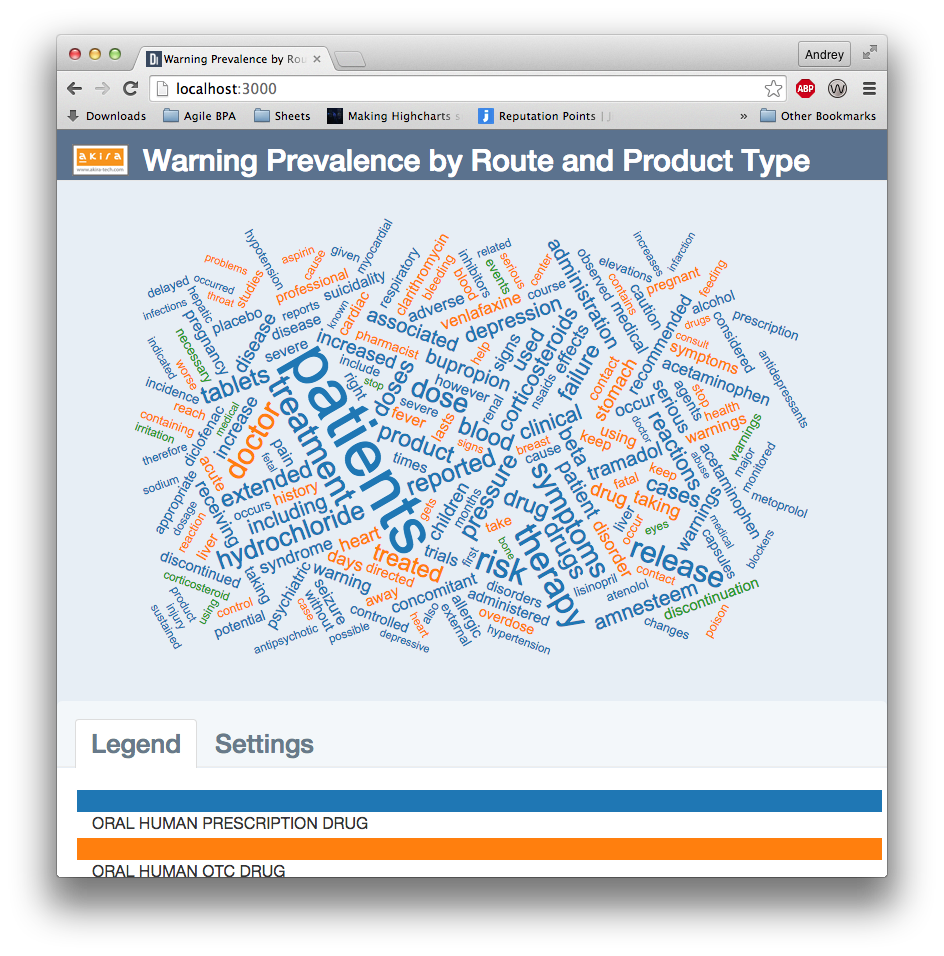 Warning Prevalence by Rou
Andrey
localhost:3000
ABP
W
Downloads
Agile BPA
Sheets
Making Highcharts
Reputation Points |
»
Other Bookmarks
akira
www.akira-tech.com
Warning Prevalence by Route and Product Type
hypotension
problems
aspirin
cause
given
myocardial
respiratory
clarithromycin
bleeding
inhibitors
blood
related
events
serious
center
course
administration
observed
elevations
increases
intarction
contains
medical
caution
pregnant
feeding
delayed
occurred
infections
hepatic
throat
studies
professional
reports
suicidality
known
cardiac
adverse
venlafaxine
associated
depression
used
signs
help
corticosteroids
effects
nsaids
failure
recommended
alcohol
drugs
consult
prescription
considered
symptoms
antidepressants
pregnancy
placebo
disease
disease
severe
increased
pharmacist
include
stop
right
doses
bupropion
however
dose
severe
renal
contact
stomach
acetaminophen
stop
agents
health
indicated
necessary
worse
incidence
tablets
reach
containing
irritation
medical
diclofenac
increase
doctor
treatment
patients
fever
lasts
product
signs
blood
clinical
breast
cause
beta
keep
using
occur
doctor
serious
reactions
warnings
warnings
major
monitored
therefore
acute
pain
fetal
times
reported
pressure
symptoms
patient
tramadol
fatal
keep
cases
abuse
acetaminophen
metoprolol
sodium
appropriate
dosage
receiving
extended
history
occurs
including
gets
children
months
drug
drug
taking
warnings
reaction
liver
hydrochloride
heart
take
bone
therapy
drugs
disorder
liver
occur
eyes
medical
capsules
blockers
discontinued
syndrome
days
directed
treated
trials
first
risk
release
contact
corticosteroid
taking
psychiatric
warning
away
concomitant
disorders
lisinopril
atenolol
amnesteem
discontinuation
product
injury
sustained
using
control
potential
case
without
seizure
controlled
also
heart
allergic
external
administered
overdose
changes
poison
antipsychotic
possible
depressive
hypertension
Legend
Settings
ORAL HUMAN PRESCRIPTION DRUG
ORAL HUMAN OTC DRUG